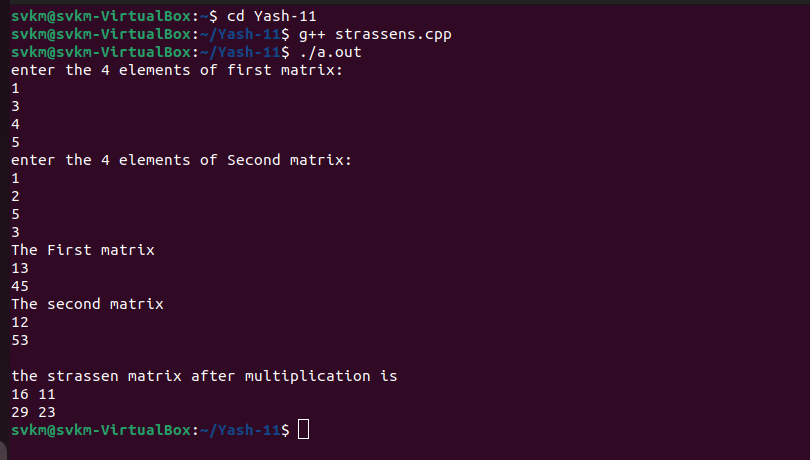 svkm@svkm-VirtualBox:~$ cd Yash-11
svkm@svkm-VirtualBox:~/Yash-11$ g++ strassens.cpp
svkm@svkm-VirtualBox:~/Yash-11$ ./a.out
enter the 4 elements of first matrix:
1
3
4
5
enter the 4 elements of Second matrix:
1
2
5
3
The First matrix
13
45
The second matrix
12
53
the strassen matrix after multiplication is
16 11
29 23
svkm@svkm-VirtualBox:~/Yash-11$